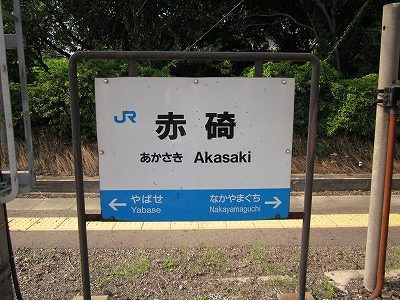 JR
赤碕
あかさき Akasaki
← やばせ なかやまぐち →
Yabase Nakayamaguchi